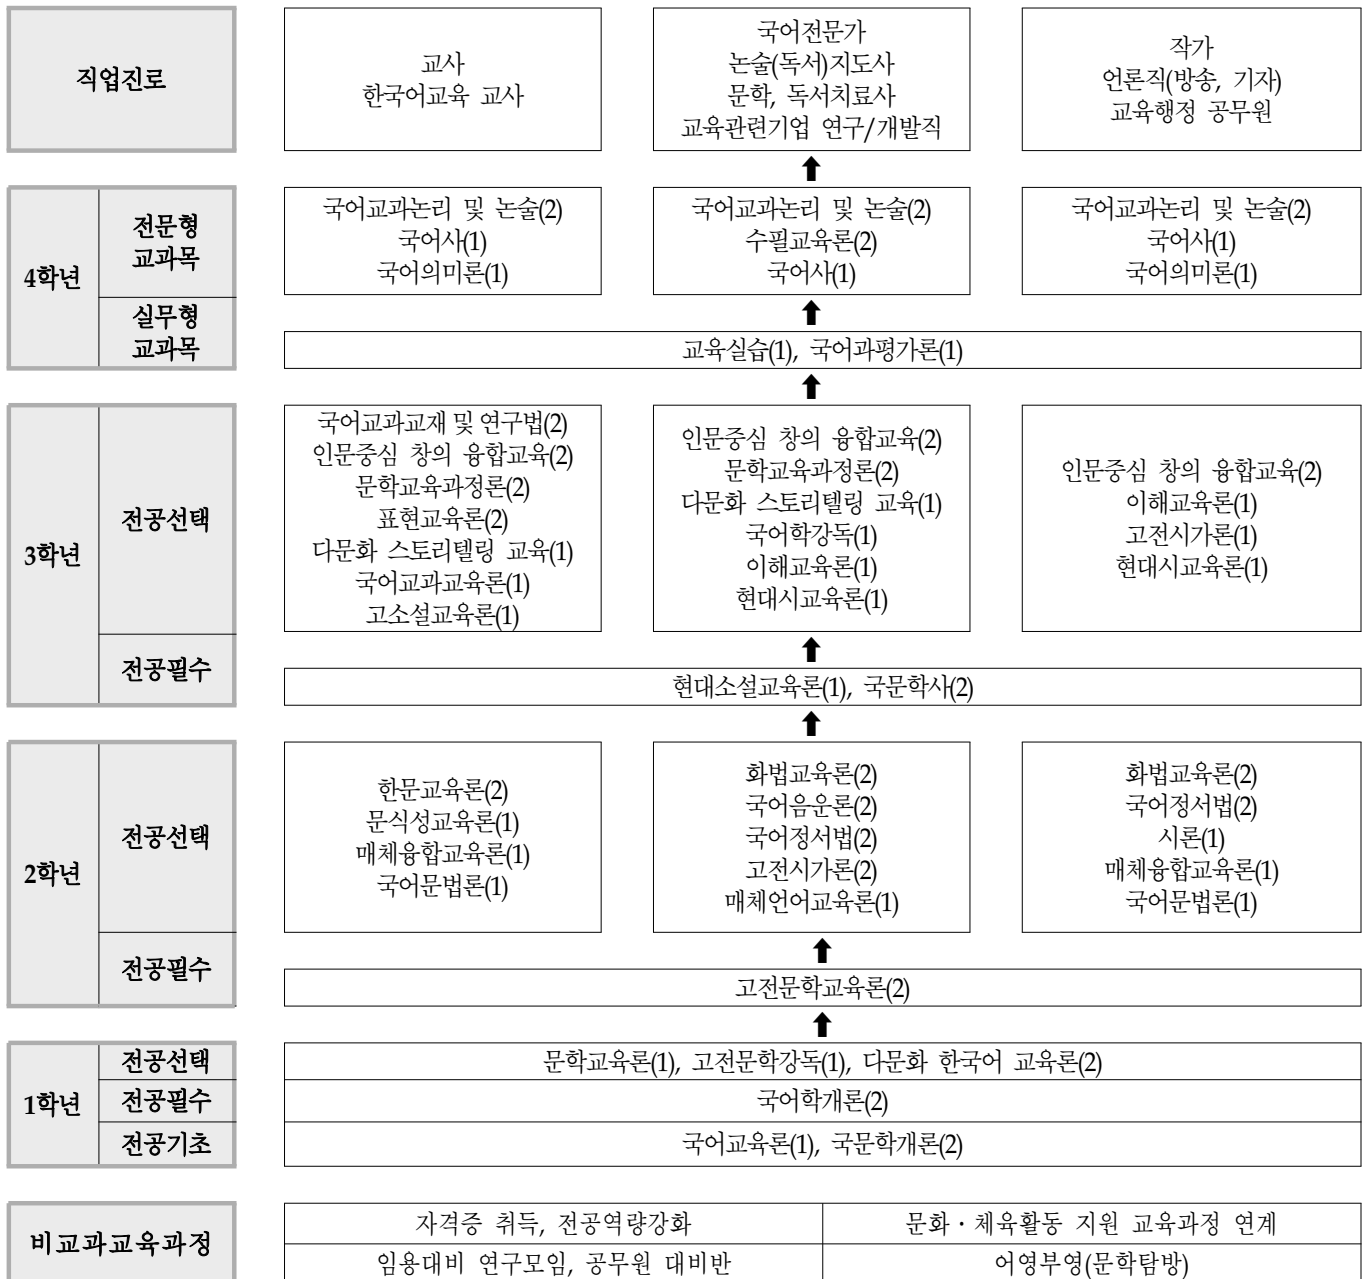 직업진로
교사
한국어교육 교사
국어전문가
논술(독서)지도사
문학, 독서치료사
교육관련기업 연구/개발직
작가
언론직(방송, 기자)
교육행정 공무원
4학년
전문형
교과목
국어교과논리 및 논술(2)
국어사(1)
국어의미론(1)
국어교과논리 및 논술(2)
수필교육론(2)
국어사(1)
국어교과논리 및 논술(2)
국어사(1)
국어의미론(1)
실무형
교과목
교육실습(1), 국어과평가론(1)
3학년
전공선택
국어교과교재 및 연구법(2)
인문중심 창의 융합교육(2)
문학교육과정론(2)
표현교육론(2)
다문화 스토리텔링 교육(1)
국어교과교육론(1)
고소설교육론(1)
인문중심 창의 융합교육(2)
문학교육과정론(2)
다문화 스토리텔링 교육(1)
국어학강독(1)
이해교육론(1)
현대시교육론(1)
인문중심 창의 융합교육(2)
이해교육론(1)
고전시가론(1)
현대시교육론(1)
전공필수
현대소설교육론(1), 국문학사(2)
2학년
전공선택
한문교육론(2)
문식성교육론(1)
매체융합교육론(1)
국어문법론(1)
화법교육론(2)
국어음운론(2)
국어정서법(2)
고전시가론(2)
매체언어교육론(1)
화법교육론(2)
국어정서법(2)
시론(1)
매체융합교육론(1)
국어문법론(1)
전공필수
고전문학교육론(2)
1학년
전공선택
문학교육론(1), 고전문학강독(1), 다문화 한국어 교육론(2)
전공필수
국어학개론(2)
전공기초
국어교육론(1), 국문학개론(2)
비교과교육과정
자격증 취득, 전공역량강화
문화·체육활동 지원 교육과정 연계
임용대비 연구모임, 공무원 대비반
어영부영(문학탐방)